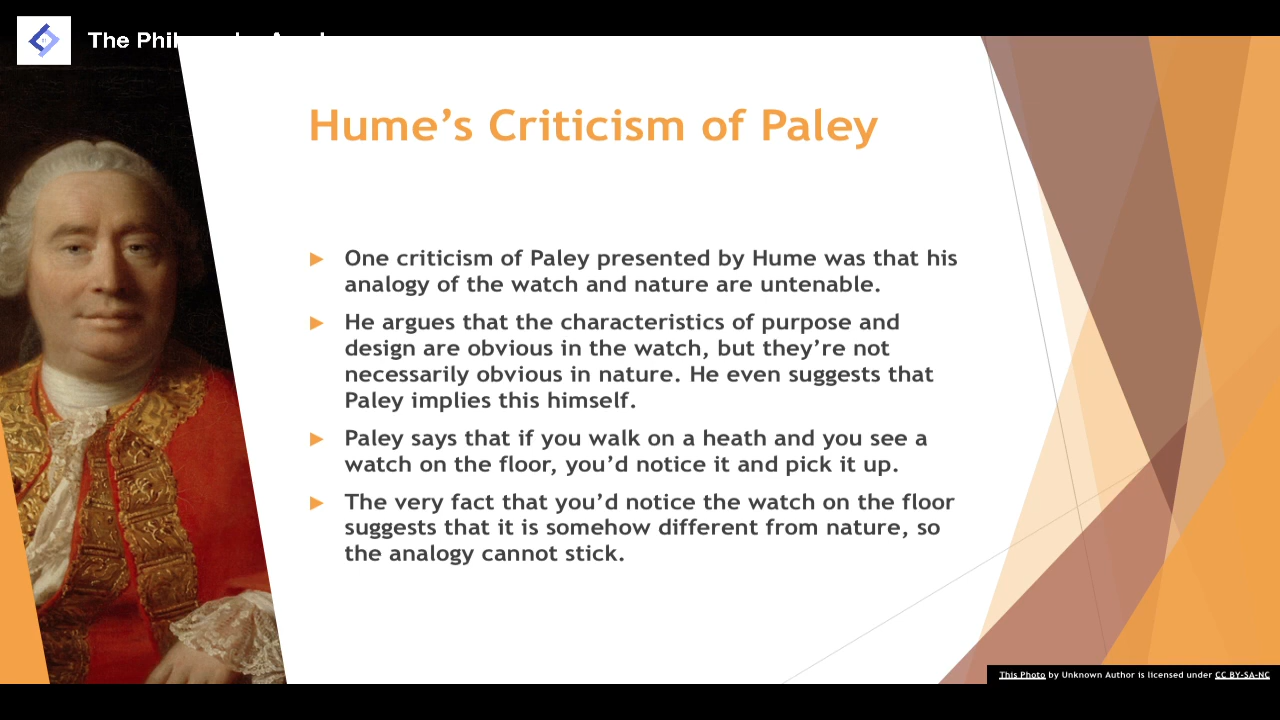 The Phil
Hume's Criticism of Paley
One criticism of Paley presented by Hume was that his
analogy of the watch and nature are untenable.
He argues that the characteristics of purpose and
design are obvious in the watch, but they're not
necessarily obvious in nature. He even suggests that
Paley implies this himself.
Paley says that if you walk on a heath and you see a
watch on the floor, you'd notice it and pick it up.
The very fact that you'd notice the watch on the floor
suggests that it is somehow different from nature, so
the analogy cannot stick.
This Photo by Unknown Author is licensed under CC BY-SA-NC